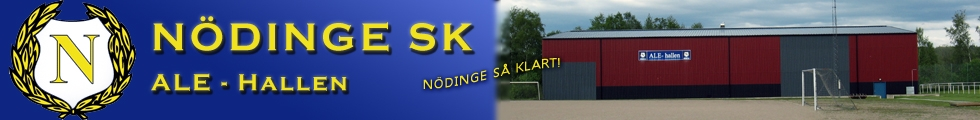 N
NÖDINGE SK
ALE - HALLEN
NÖDINGE SÅ KLART!
ALE- hallen